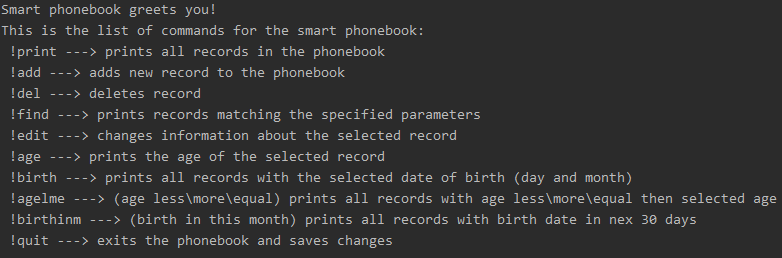 Smart phonebook greets you!
This is the list of commands for the smart phonebook:
!print ---> prints all records in the phonebook
!add ---> adds new record to the phonebook
!del ---> deletes record
!find ---> prints records matching the specified parameters
!edit ---> changes information about the selected record
!age ---> prints the age of the selected record
!birth ---> prints all records with the selected date of birth (day and month)
!agelme ---> (age less\more\equal) prints all records with age less\more\equal then selected age
!birthinm ---> (birth in this month) prints all records with birth date in nex 30 days
!quit ---> exits the phonebook and saves changes